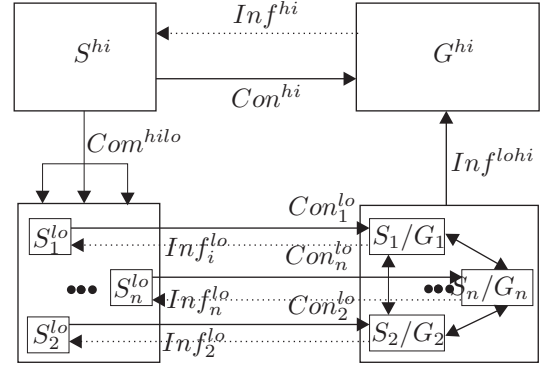 Inf^{hi}
S^{hi}
G^{hi}
Con^{hi}
Com^{hilo}
Inf^{lohi}
Con_1^{lo}
S_1^{lo}
S_1/G_1
Inf_i^{lo}
Con_n^{lo}
S_n^{lo}
S_n/G_n
Inf_n^{lo}
Con_2^{lo}
S_2^{lo}
S_2/G_2
Inf_2^{lo}